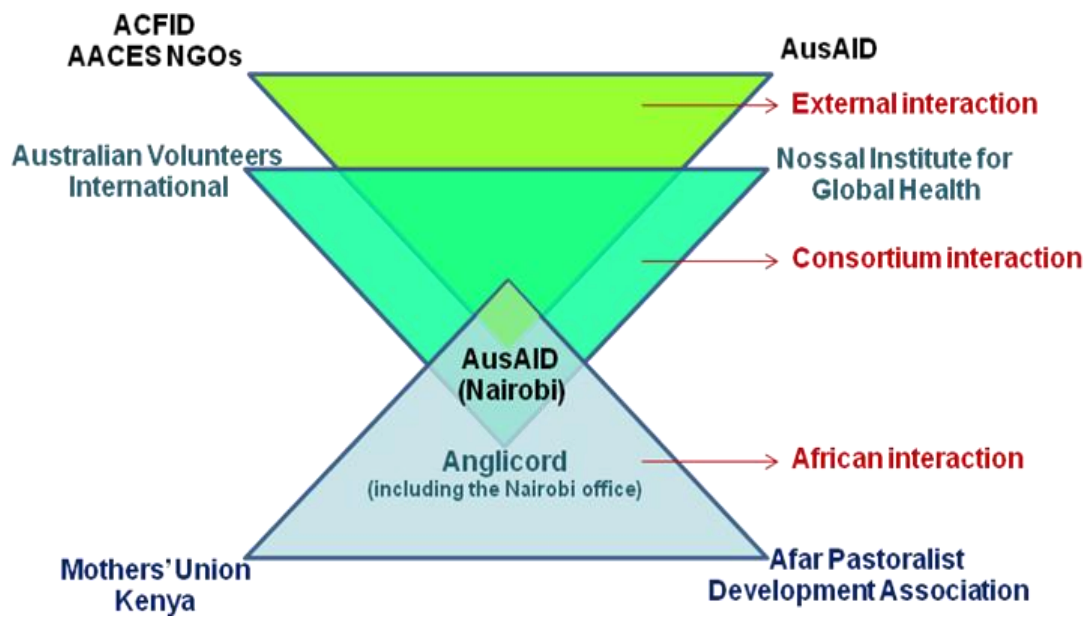 ACFID
AACES NGOs
AusAID
External interaction
Australian Volunteers
International
Nossal Institute for
Global Health
Consortium interaction
AusAID
(Nairobi)
Anglicord
(including the Nairobi office)
African interaction
Mothers’ Union
Kenya
Afar Pastoralist
Development Association